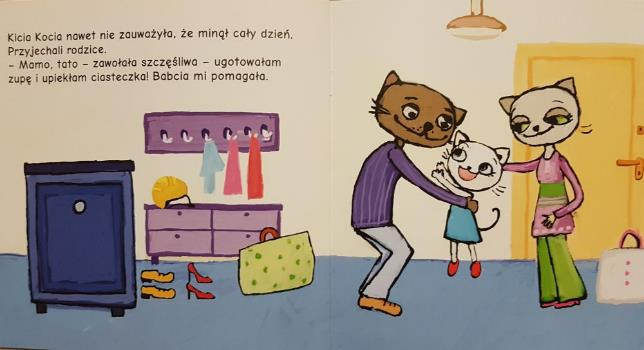 Kicia Kocia nawet nie zauważyła, że minął cały dzień.
Przyjechali rodzice.
– Mamo, tato – zawołała szczęśliwa – ugotowałam
zupę i upiekłam ciasteczka! Babcia mi pomagała.